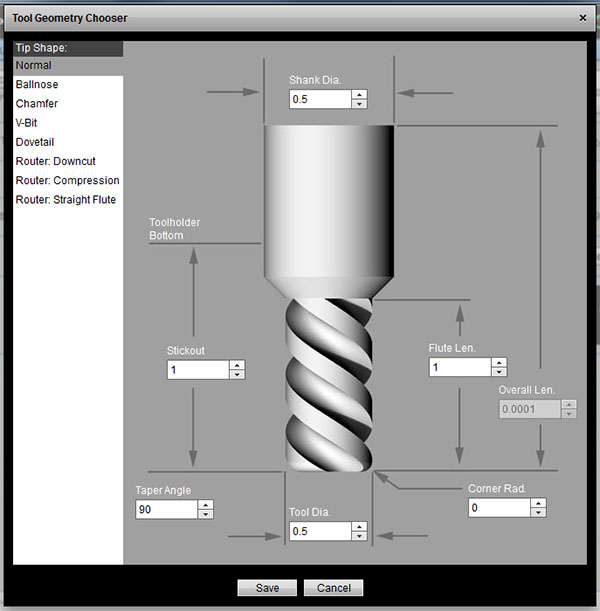 Tool Geometry Chooser
×
Tip Shape:
Normal
Ballnose
Chamfer
V-Bit
Dovetail
Router: Downcut
Router: Compression
Router: Straight Flute
Shank Dia.
0.5
Toolholder
Bottom
Stickout
1
Flute Len.
1
Overall Len.
0.0001
Taper Angle
90
Tool Dia.
0.5
Corner Rad.
0
Save
Cancel